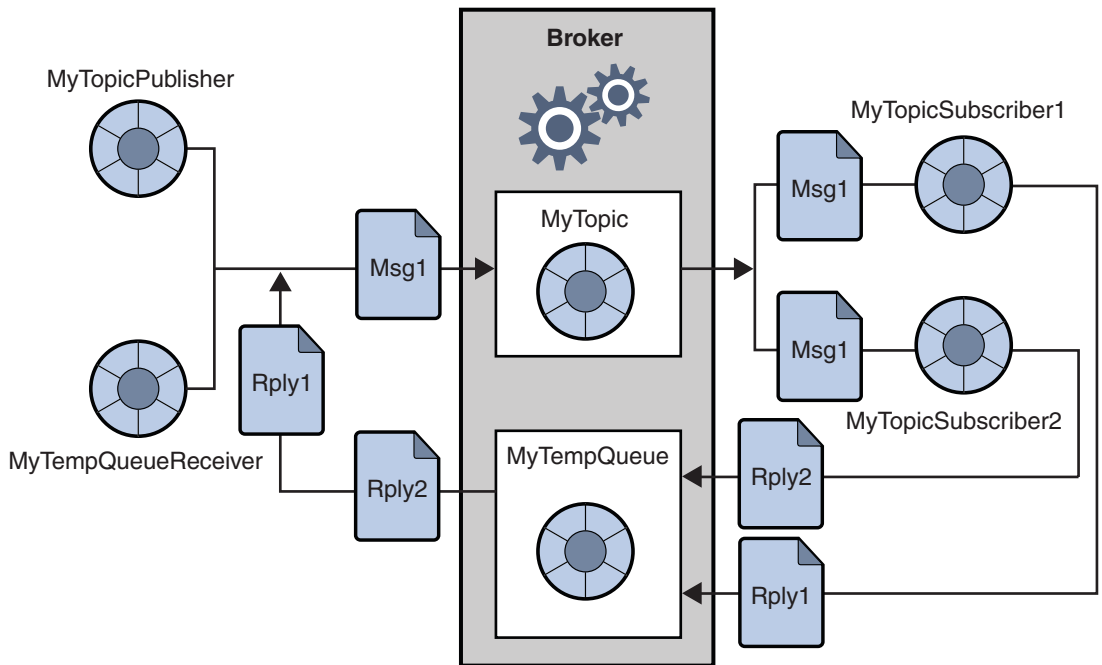 Broker
MyTopicPublisher
MyTopicSubscriber1
Msg1
MyTopic
Msg1
Msg1
Rply1
MyTopicSubscriber2
MyTempQueueReceiver
MyTempQueue
Rply2
Rply2
Rply1